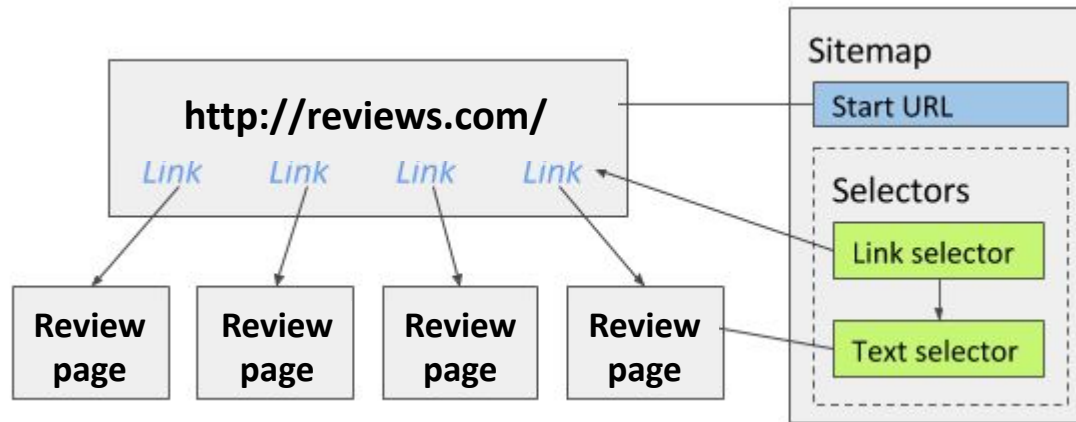 http://reviews.com/
Link Link Link Link
Review
page
Review
page
Review
page
Review
page
Sitemap
Start URL
Selectors
Link selector
Text selector